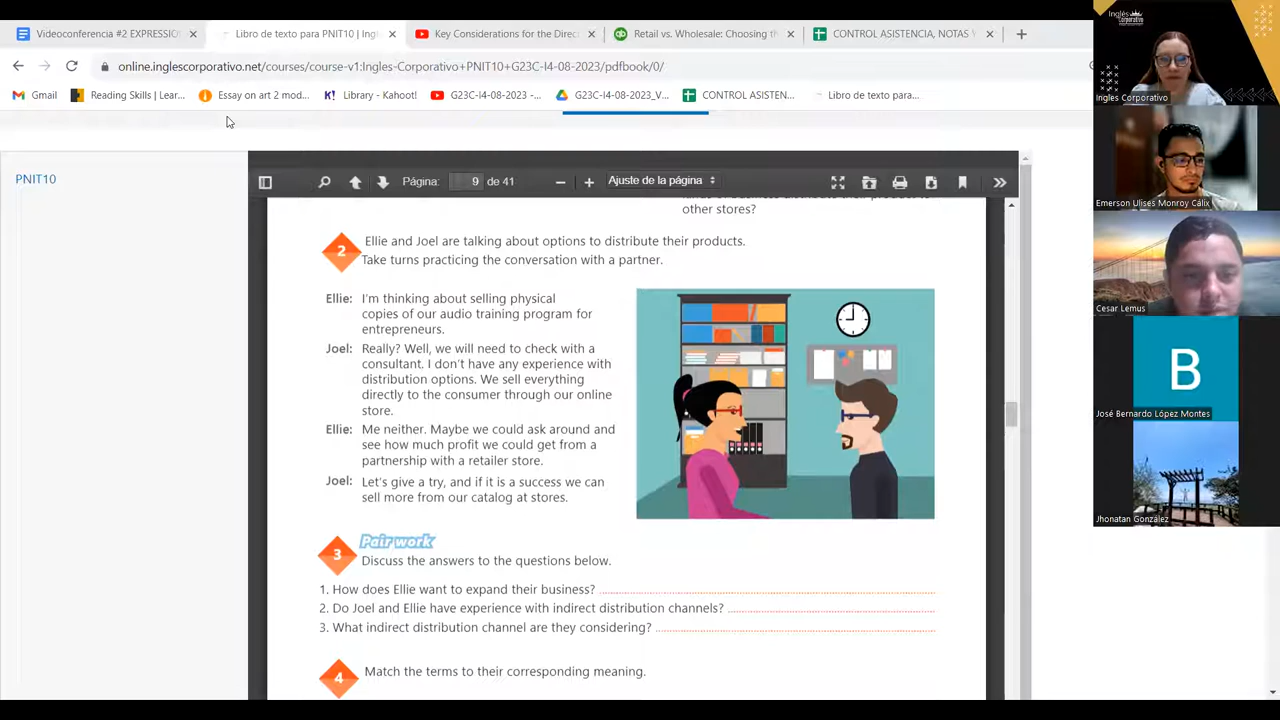 Videoconferencia #2 EXPRESSIO
Libro de texto para PNIT10 | Ing
Key Considerations for the Direc
Retail vs. Wholesale: Choosing th
CONTROL ASISTENCIA, NOTAS Y
online.inglescorporativo.net/courses/course-v1:Ingles-Corporativo+PNIT10+G23C-I4-08-2023/pdfbook/0/
Gmail
Reading Skills | Lear...
Essay on art 2 mod...
Library - Kahoot!
I-4-08-2023 -...
G23C-I4-08-2023_V...
CONTROL ASISTEN...
Libro de texto para...
PNIT10
Página: 9 de 41
Ajuste de la página
other stores?
2
Ellie and Joel are talking about options to distribute their products.
Take turns practicing the conversation with a partner.
Ellie: I'm thinking about selling physical
copies of our audio training program for
entrepreneurs.
Joel: Really? Well, we will need to check with a
consultant. I don't have any experience with
distribution options. We sell everything
directly to the consumer through our online
store.
Ellie: Me neither. Maybe we could ask around and
see how much profit we could get from a
partnership with a retailer store.
Joel: Let's give a try, and if it is a success we can
sell more from our catalog at stores.
3
Pair work
Discuss the answers to the questions below.
1. How does Ellie want to expand their business?
2. Do Joel and Ellie have experience with indirect distribution channels?
3. What indirect distribution channel are they considering?
4
Match the terms to their corresponding meaning.
Inglés
Corporativo
Ingles Corporativo
Emerson Ulises Monroy Cálix
Cesar Lemus
B
José Bernardo López Montes
Jhonatan González